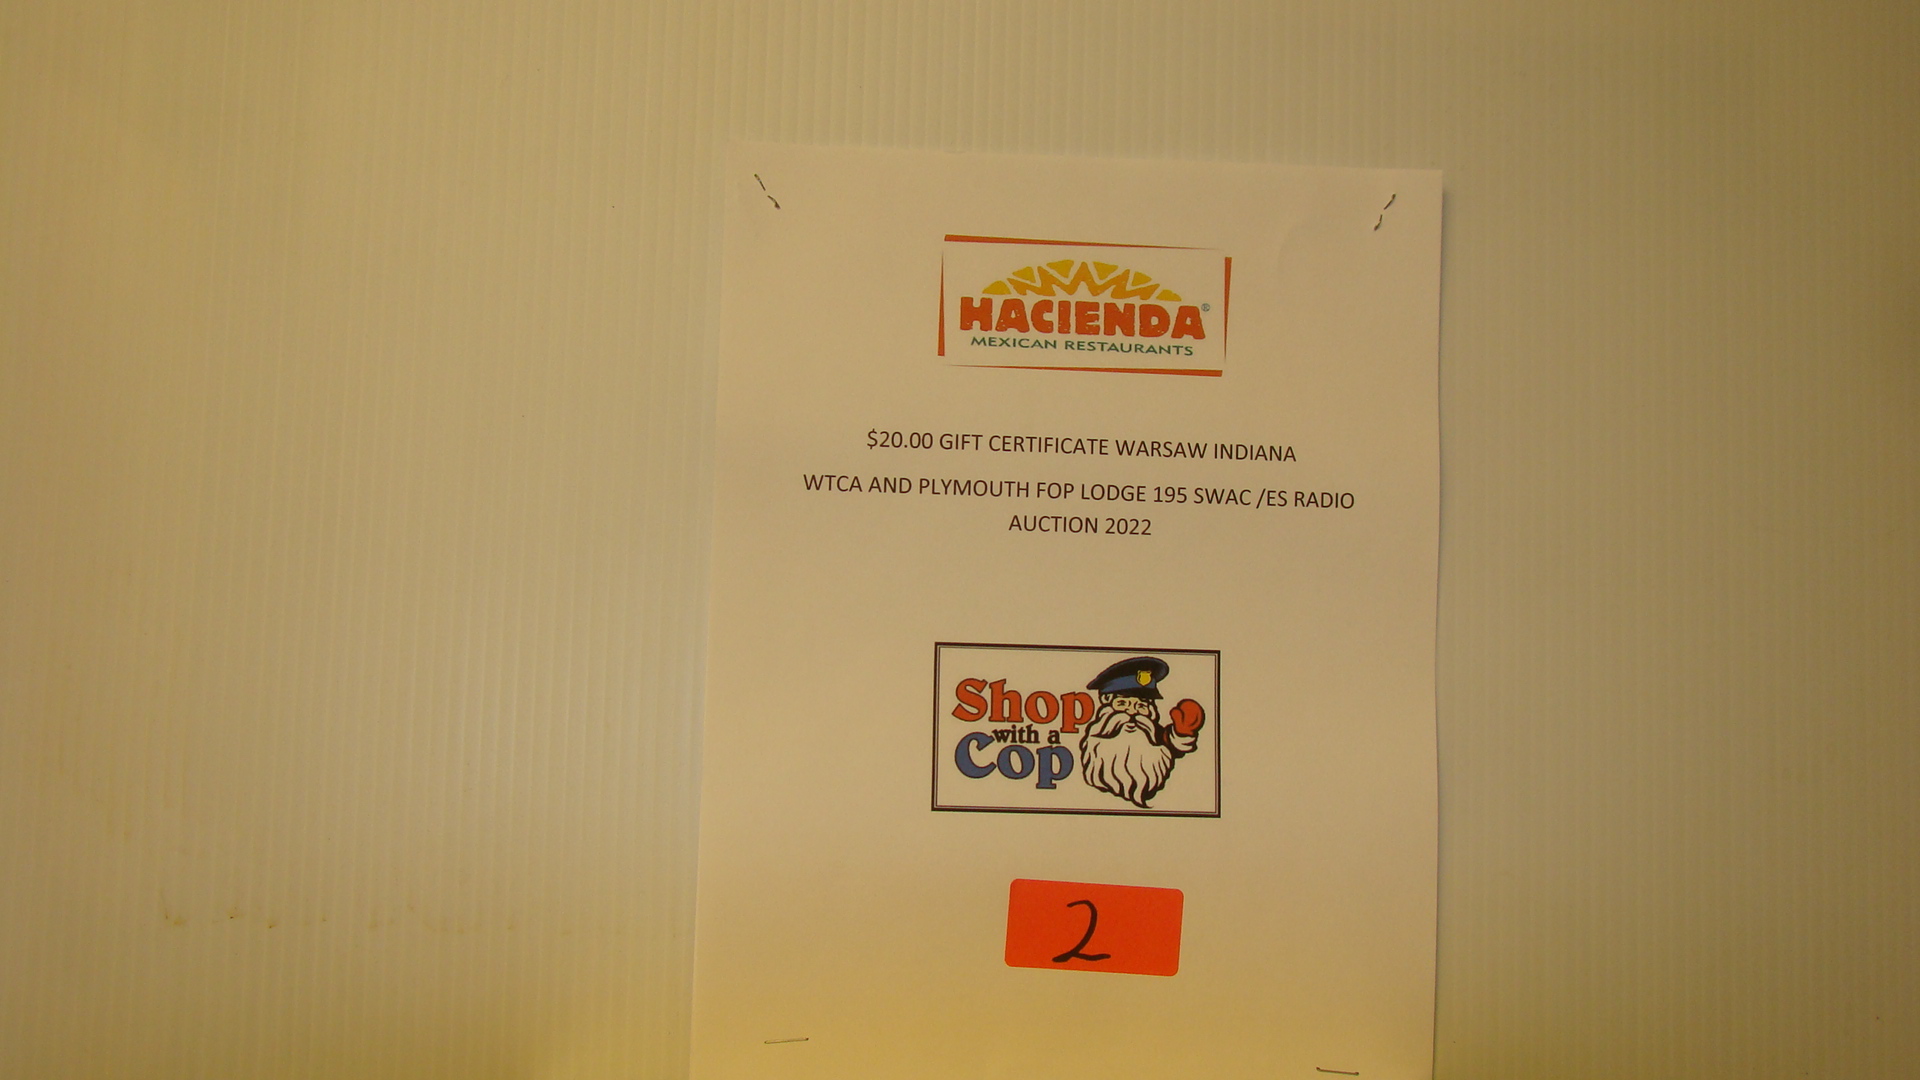 HACIENDA®
MEXICAN RESTAURANTS
$20.00 GIFT CERTIFICATE WARSAW INDIANA
WTCA AND PLYMOUTH FOP LODGE 195 SWAC /ES RADIO
AUCTION 2022
Shop
with a
Cop
2